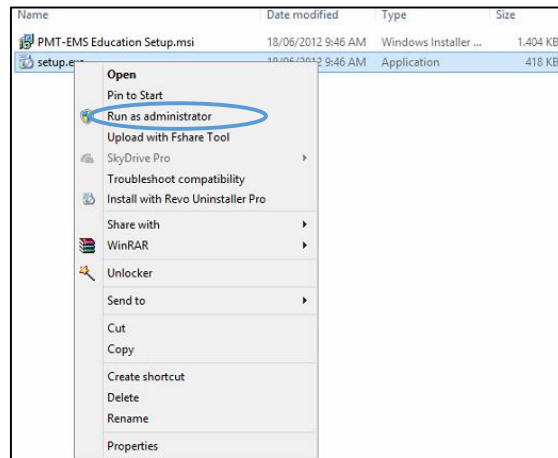 Name Date modified Type Size
PMT-EMS Education Setup.msi 18/06/2012 9:46 AM Windows Installer ... 1.404 KB
setup.exe 18/06/2012 9:46 AM Application 418 KB
Open
Pin to Start
Run as administrator
Upload with Fshare Tool
SkyDrive Pro
Troubleshoot compatibility
Install with Revo Uninstaller Pro
Share with
WinRAR
Unlocker
Send to
Cut
Copy
Create shortcut
Delete
Rename
Properties